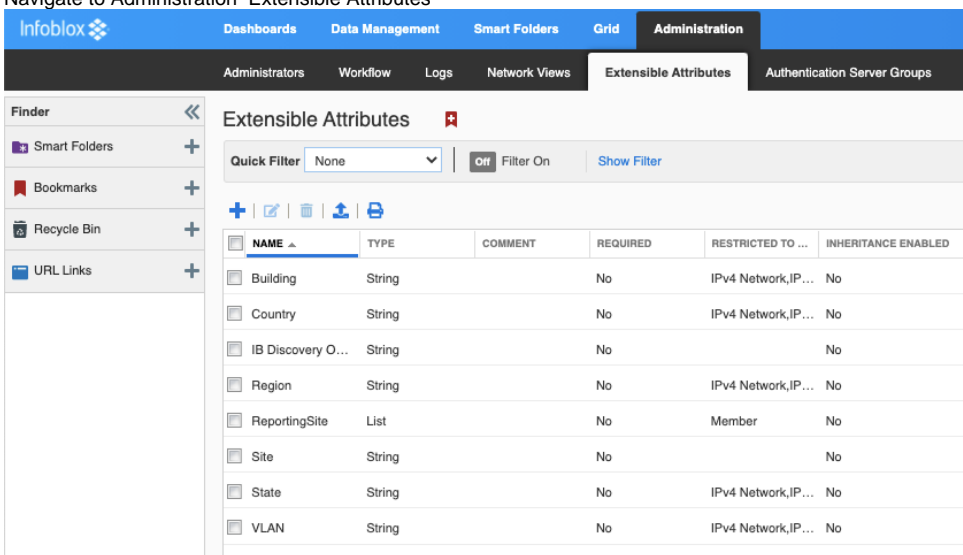 Navigate to Administration Extensible Attributes
Infoblox
Dashboards Data Management Smart Folders Grid Administration
Administrators Workflow Logs Network Views Extensible Attributes Authentication Server Groups
Finder
Smart Folders
Bookmarks
Recycle Bin
URL Links
Extensible Attributes
Quick Filter None Off Filter On Show Filter
NAME TYPE COMMENT REQUIRED RESTRICTED TO ... INHERITANCE ENABLED
Building String No IPv4 Network,IP... No
Country String No IPv4 Network,IP... No
IB Discovery O... String No No
Region String No IPv4 Network,IP... No
ReportingSite List No Member No
Site String No No
State String No IPv4 Network,IP... No
VLAN String No IPv4 Network,IP... No